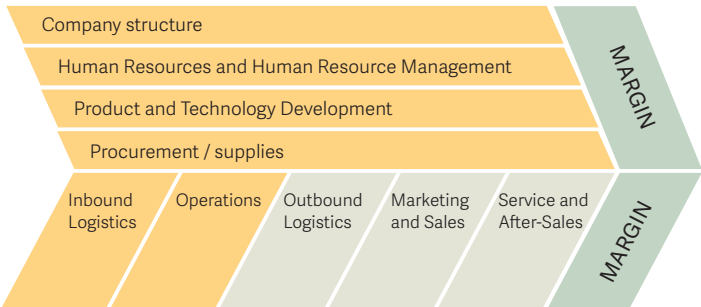 Company structure
MARGIN
Human Resources and Human Resource Management
Product and Technology Development
Procurement / supplies
Inbound
Logistics
Operations
Outbound
Logistics
Marketing
and Sales
Service and
After-Sales
MARGIN